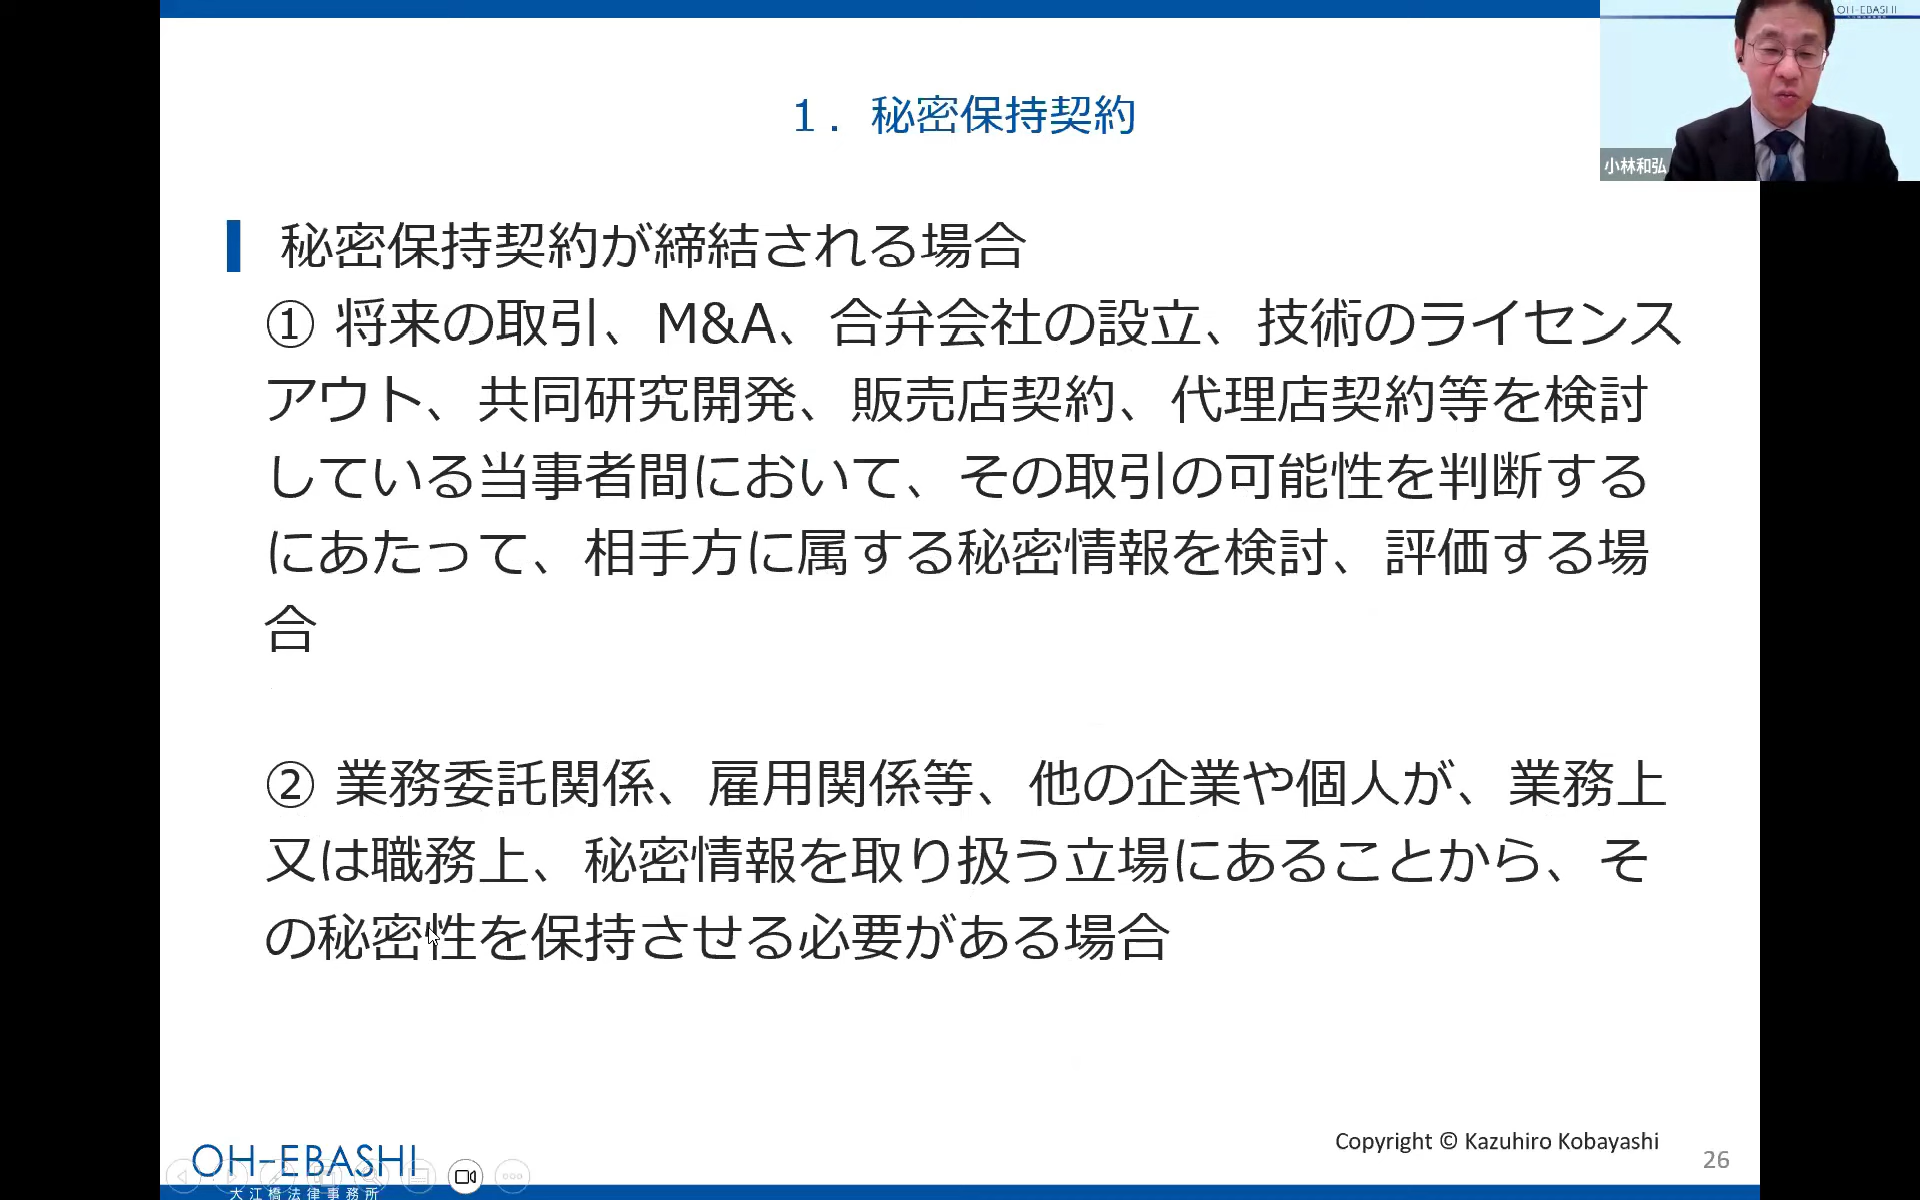 OH-EBASHI
小林和弘
1．秘密保持契約
秘密保持契約が締結される場合
① 将来の取引、M&A、合弁会社の設立、技術のライセンス
アウト、共同研究開発、販売店契約、代理店契約等を検討
している当事者間において、その取引の可能性を判断する
にあたって、相手方に属する秘密情報を検討、評価する場
合
② 業務委託関係、雇用関係等、他の企業や個人が、業務上
又は職務上、秘密情報を取り扱う立場にあることから、そ
の秘密性を保持させる必要がある場合
Copyright © Kazuhiro Kobayashi
26
OH-EBASHI
大江橋法律事務所